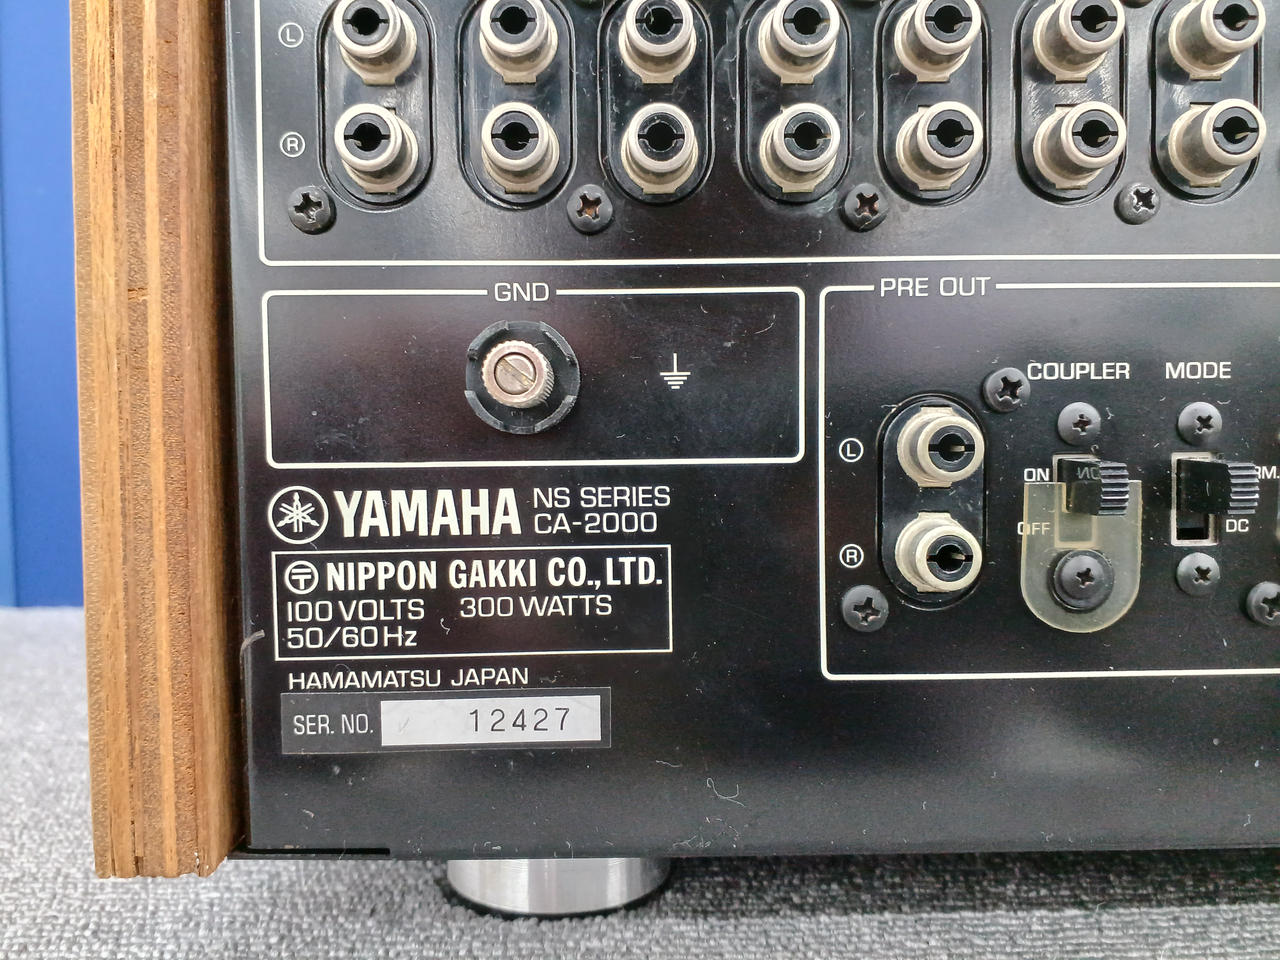 L
R
GND
PRE OUT
COUPLER
MODE
L
ON
ON
OFF
DC
R
YAMAHA
NS SERIES
CA-2000
NIPPON GAKKI CO., LTD.
100 VOLTS 300 WATTS
50/60 Hz
HAMAMATSU JAPAN
SER. NO. 12427